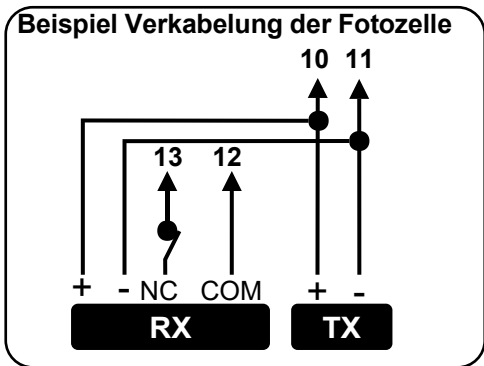 Beispiel Verkabelung der Fotozelle
10 11
13 12
+ - NC COM + -
RX TX